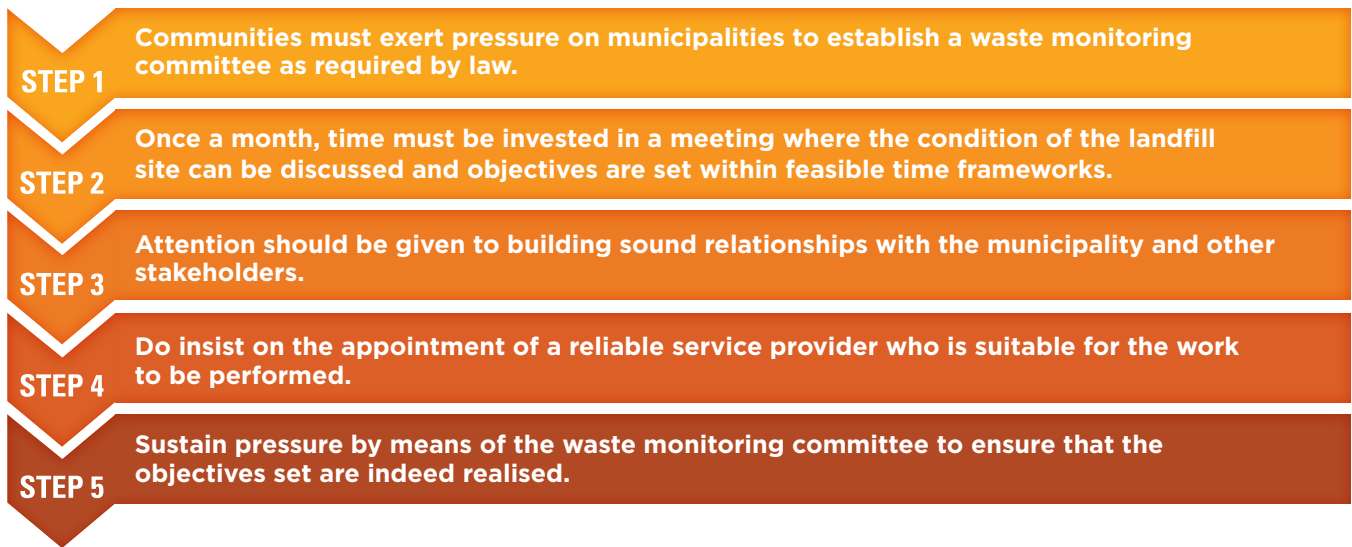 STEP 1
Communities must exert pressure on municipalities to establish a waste monitoring
committee as required by law.
STEP 2
Once a month, time must be invested in a meeting where the condition of the landfill
site can be discussed and objectives are set within feasible time frameworks.
STEP 3
Attention should be given to building sound relationships with the municipality and other
stakeholders.
STEP 4
Do insist on the appointment of a reliable service provider who is suitable for the work
to be performed.
STEP 5
Sustain pressure by means of the waste monitoring committee to ensure that the
objectives set are indeed realised.